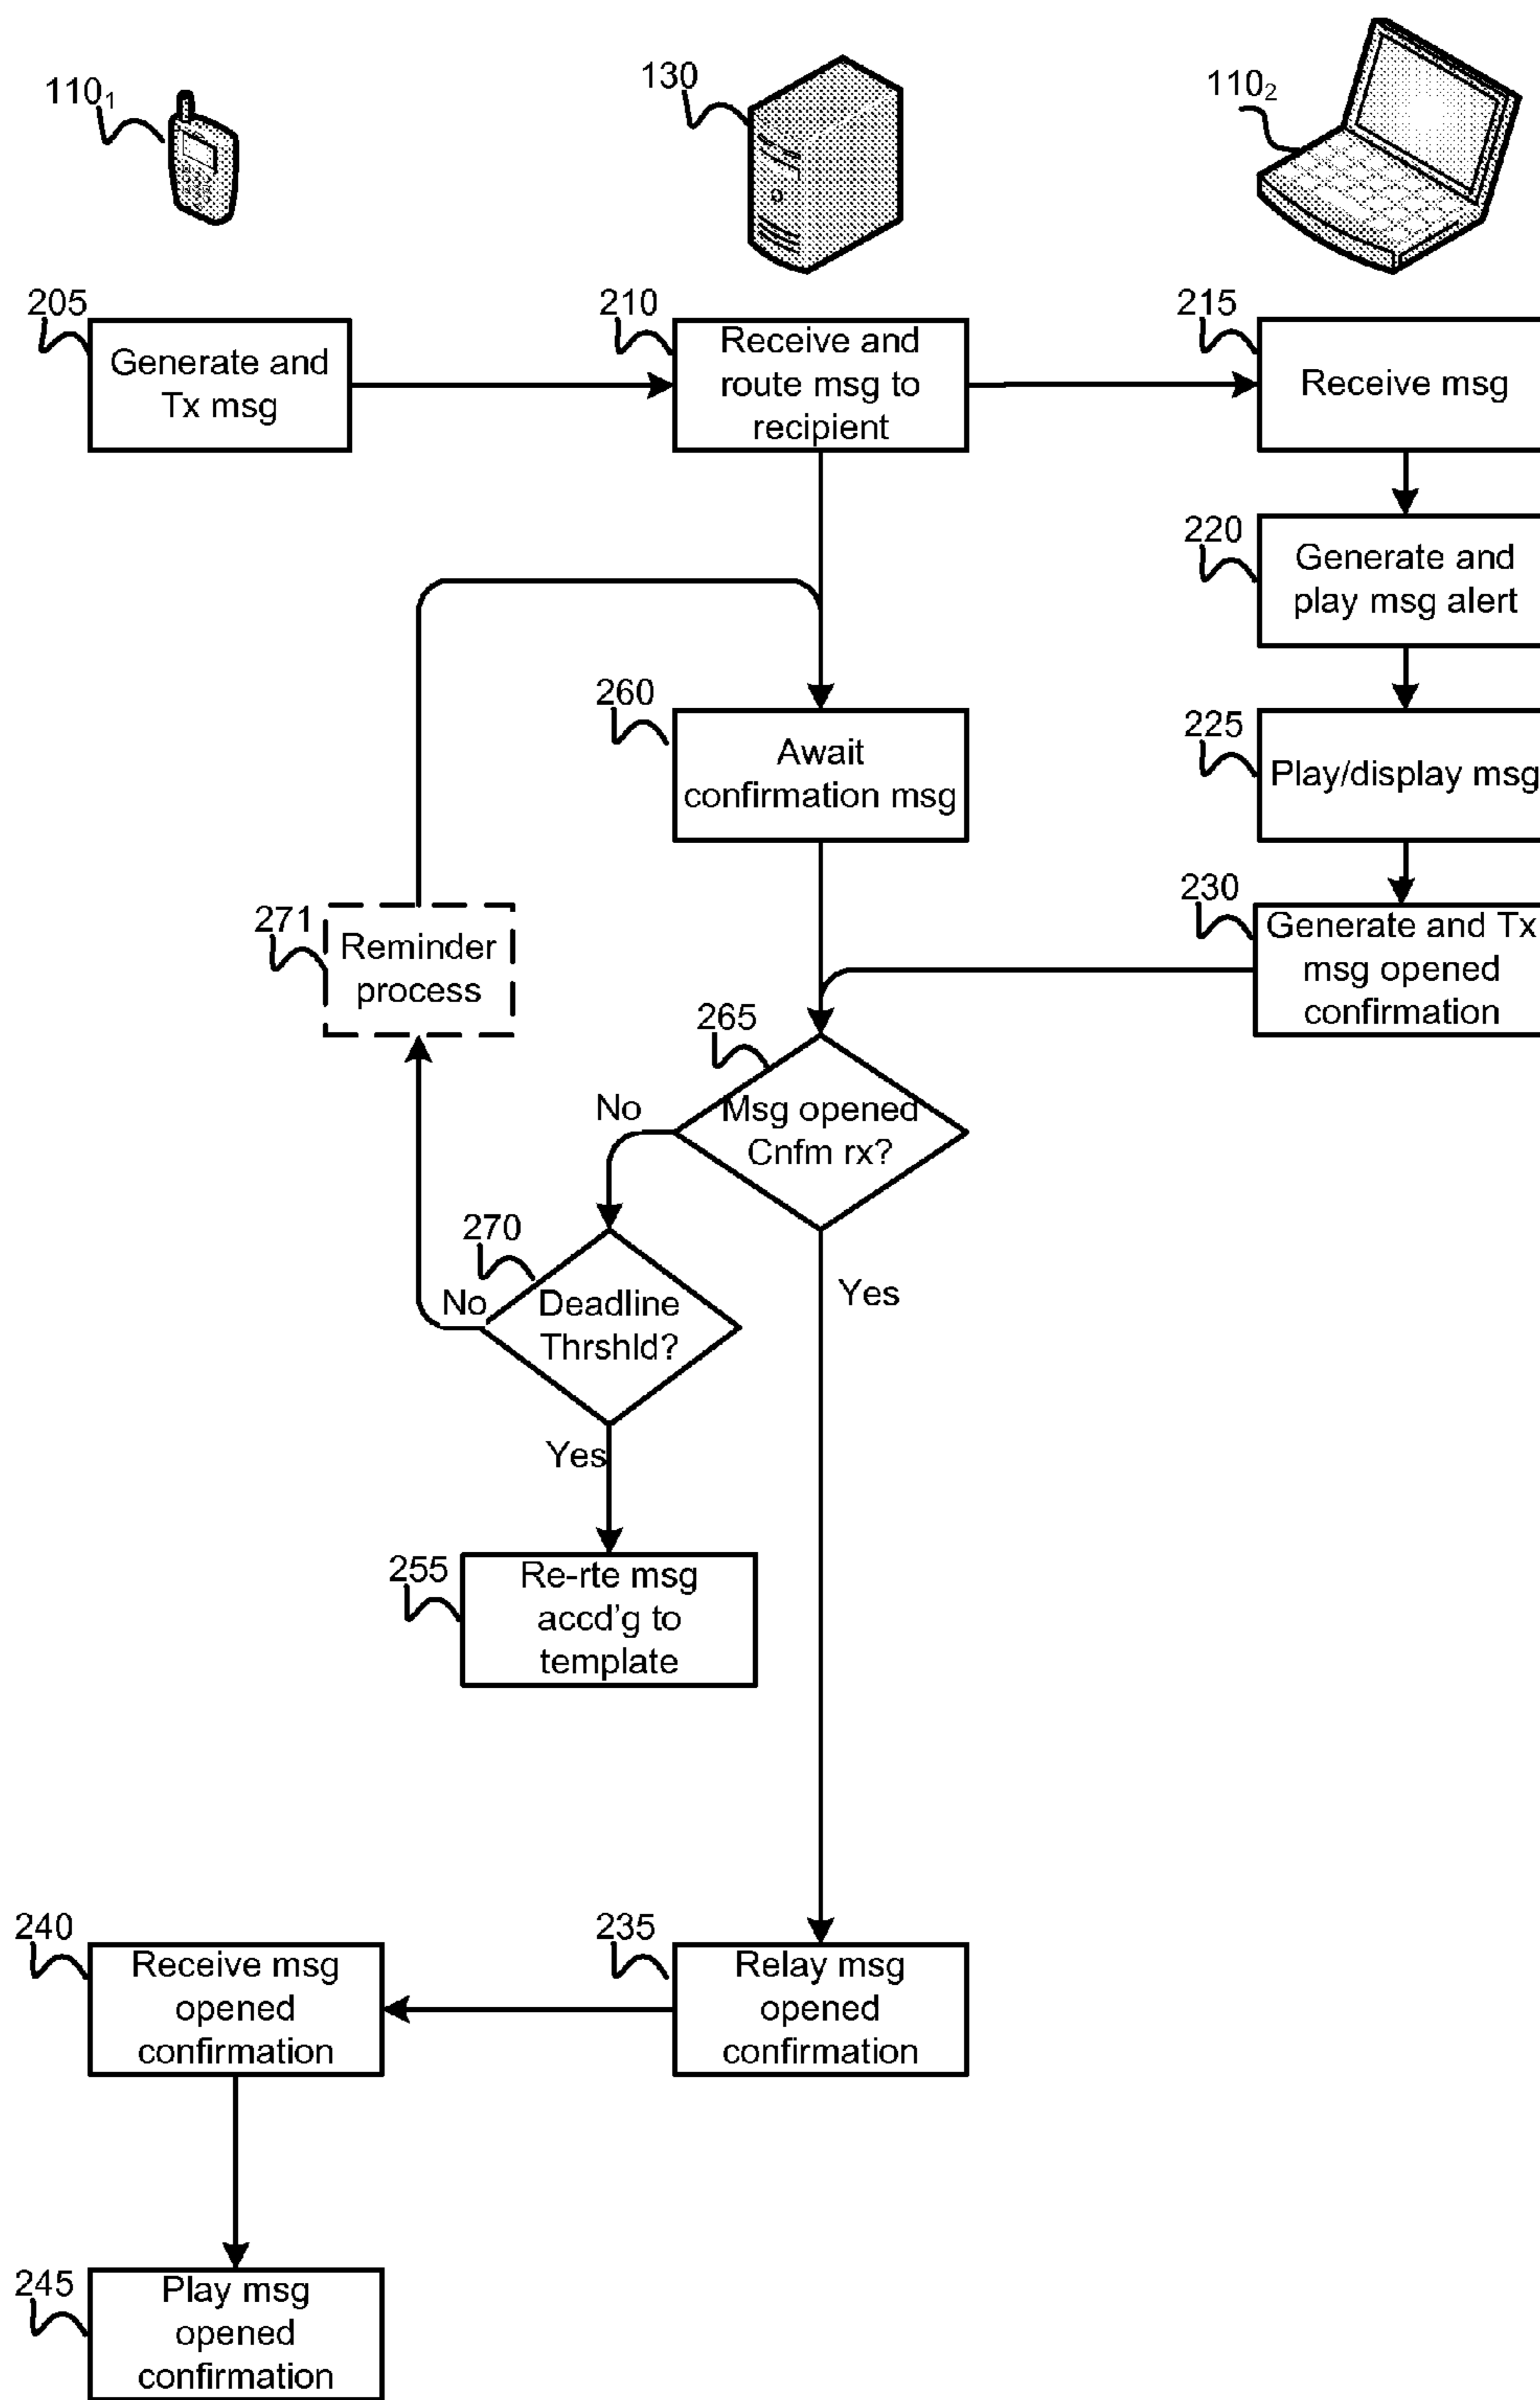 110₁
130
110₂
205
Generate and
Tx msg
210
Receive and
route msg to
recipient
215
Receive msg
220
Generate and
play msg alert
260
Await
confirmation msg
225
Play/display msg
271
Reminder
process
230
Generate and Tx
msg opened
confirmation
265
Msg opened
Cnfm rx?
No
Yes
270
Deadline
Thrshld?
No
Yes
255
Re-rte msg
accd'g to
template
240
Receive msg
opened
confirmation
235
Relay msg
opened
confirmation
245
Play msg
opened
confirmation